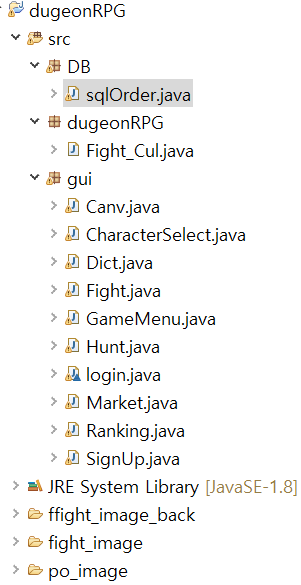 dugeonRPG
src
DB
sqlOrder.java
dugeonRPG
Fight_Cul.java
gui
Canv.java
CharacterSelect.java
Dict.java
Fight.java
GameMenu.java
Hunt.java
login.java
Market.java
Ranking.java
SignUp.java
JRE System Library [JavaSE-1.8]
ffight_image_back
fight_image
po_image